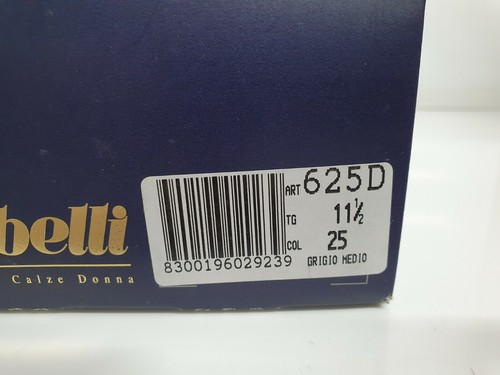 belli
Calze Donna
ART 625D
TG 11½
COL 25
8300196029239
GRIGIO MEDIO